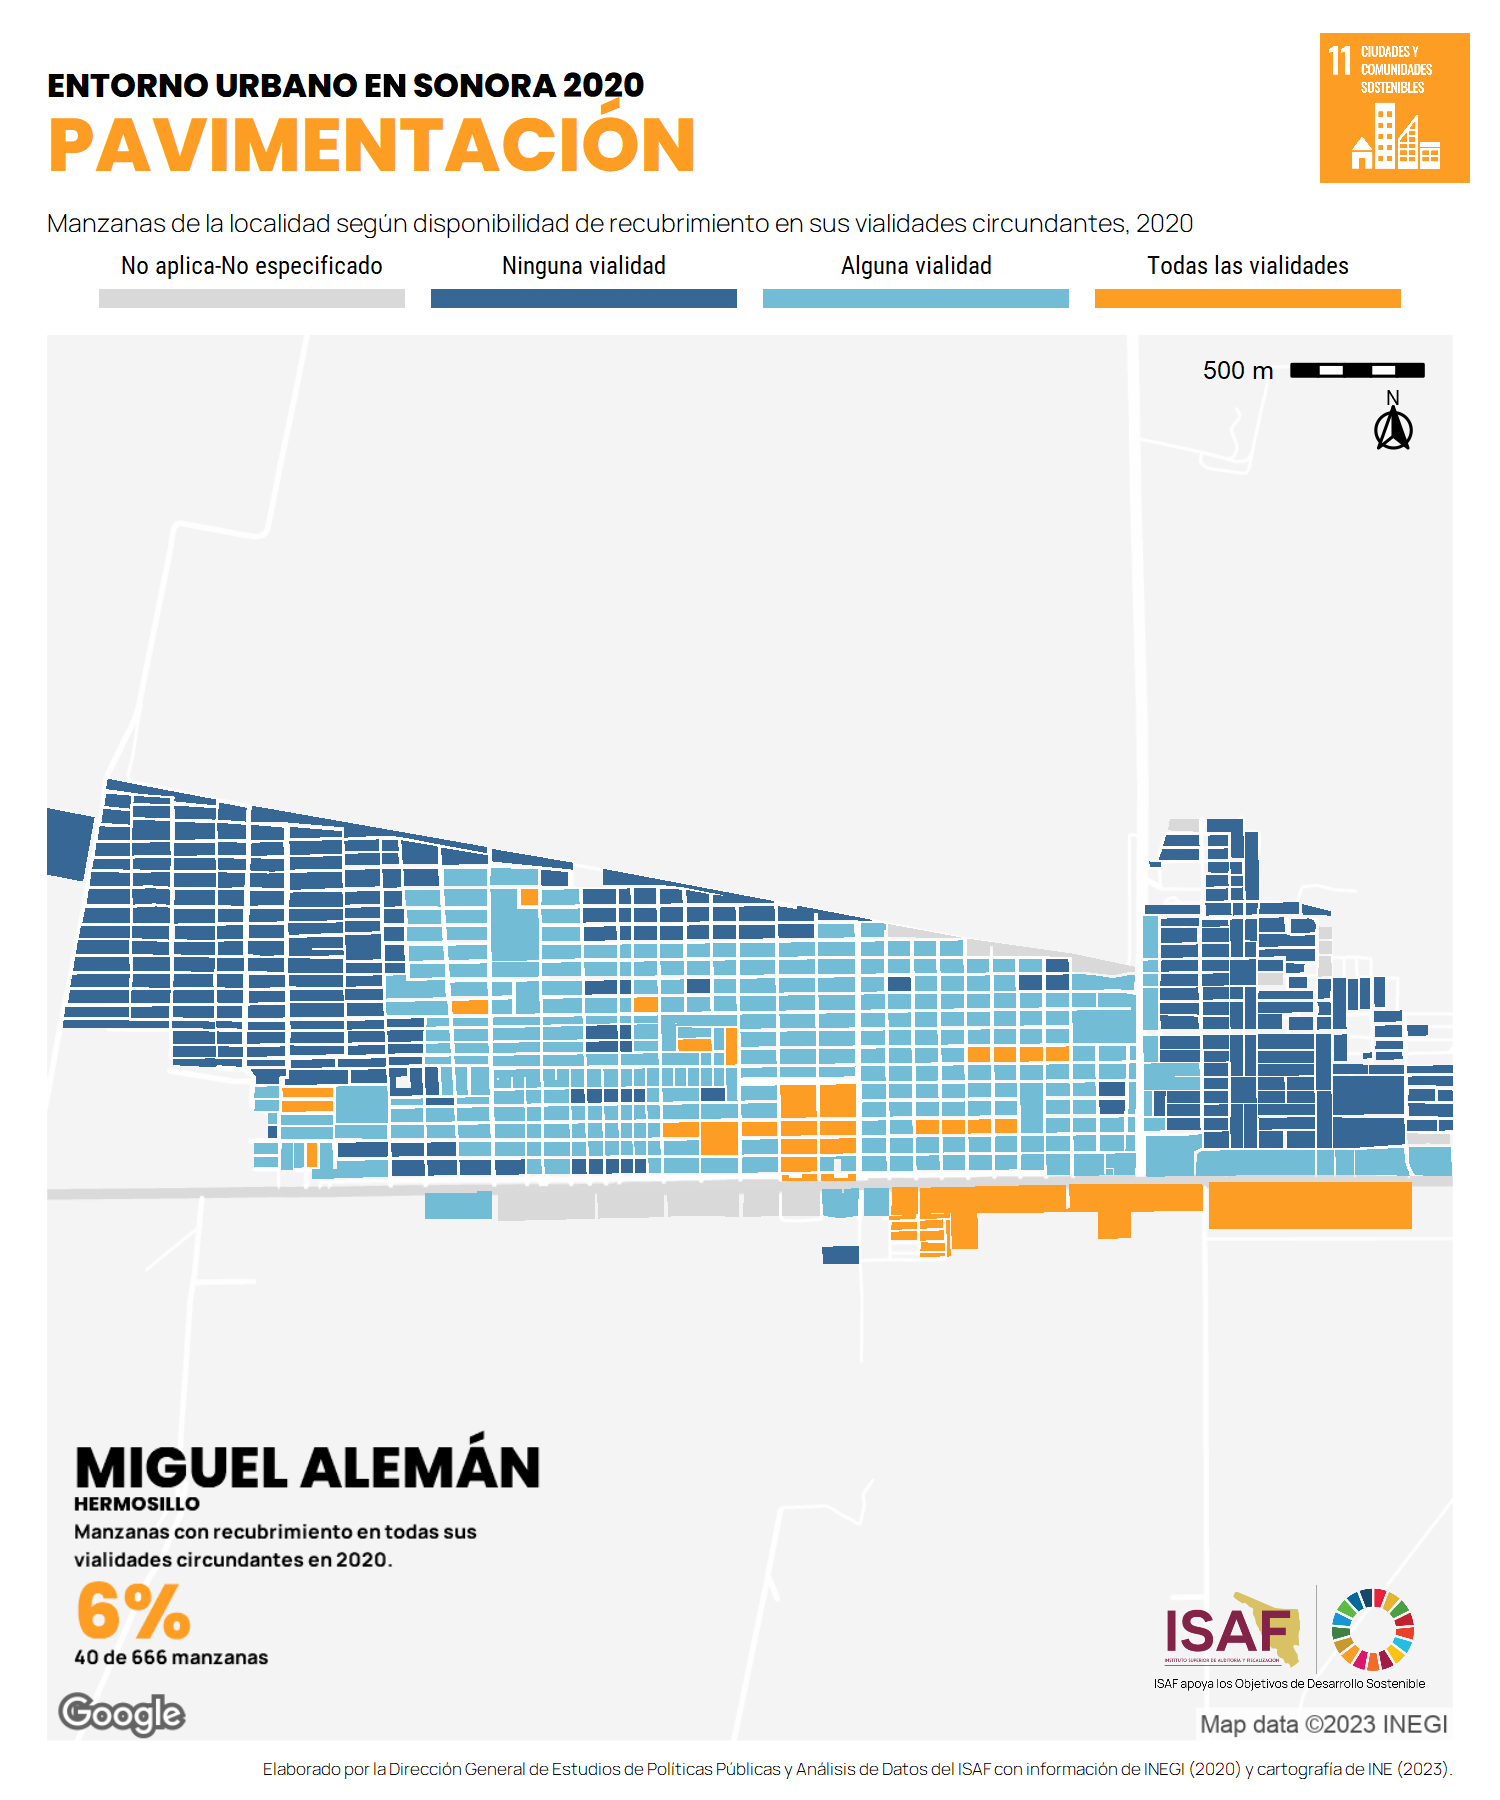 ENTORNO URBANO EN SONORA 2020
PAVIMENTACIÓN
11 CIUDADES Y
COMUNIDADES
SOSTENIBLES
Manzanas de la localidad según disponibilidad de recubrimiento en sus vialidades circundantes, 2020
No aplica-No especificado Ninguna vialidad Alguna vialidad Todas las vialidades
500 m
N
MIGUEL ALEMÁN
HERMOSILLO
Manzanas con recubrimiento en todas sus
vialidades circundantes en 2020.
6%
40 de 666 manzanas
ISAF
INSTITUTO SUPERIOR DE AUDITORÍA Y FISCALIZACIÓN
ISAF apoya los Objetivos de Desarrollo Sostenible
Google
Map data ©2023 INEGI
Elaborado por la Dirección General de Estudios de Políticas Públicas y Análisis de Datos del ISAF con información de INEGI (2020) y cartografía de INE (2023).